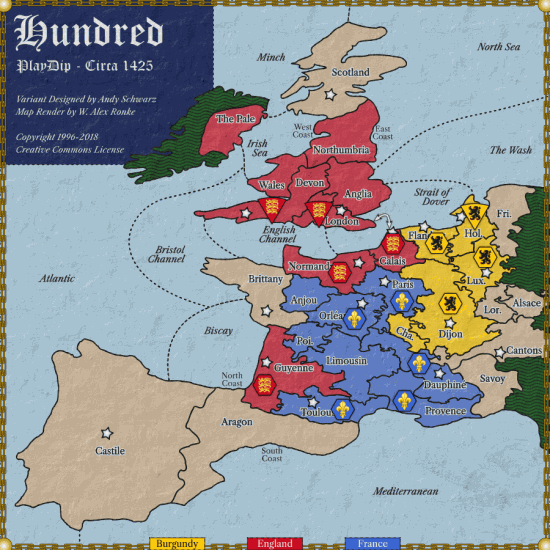 Hundred
PlayDip - Circa 1425
Variant Designed by Andy Schwarz
Map Render by W. Alex Ronke
Copyright 1996-2018
Creative Commons License
North Sea
Minch
Scotland
The Pale
West
Coast
East
Coast
Irish
Sea
Northumbria
The Wash
Wales
Devon
Anglia
Strait of
Dover
London
Fri.
English
Channel
Flan
Hol.
Bristol
Channel
Calais
Normand
Atlantic
Brittany
Paris
Lux.
Anjou
Alsace
Orléa
Lor.
Biscay
Cha.
Dijon
Poi.
Cantons
Limousin
Guyenne
North
Coast
Dauphine
Savoy
Toulou
Provence
Aragon
Castile
South
Coast
Mediterranean
Burgundy
England
France